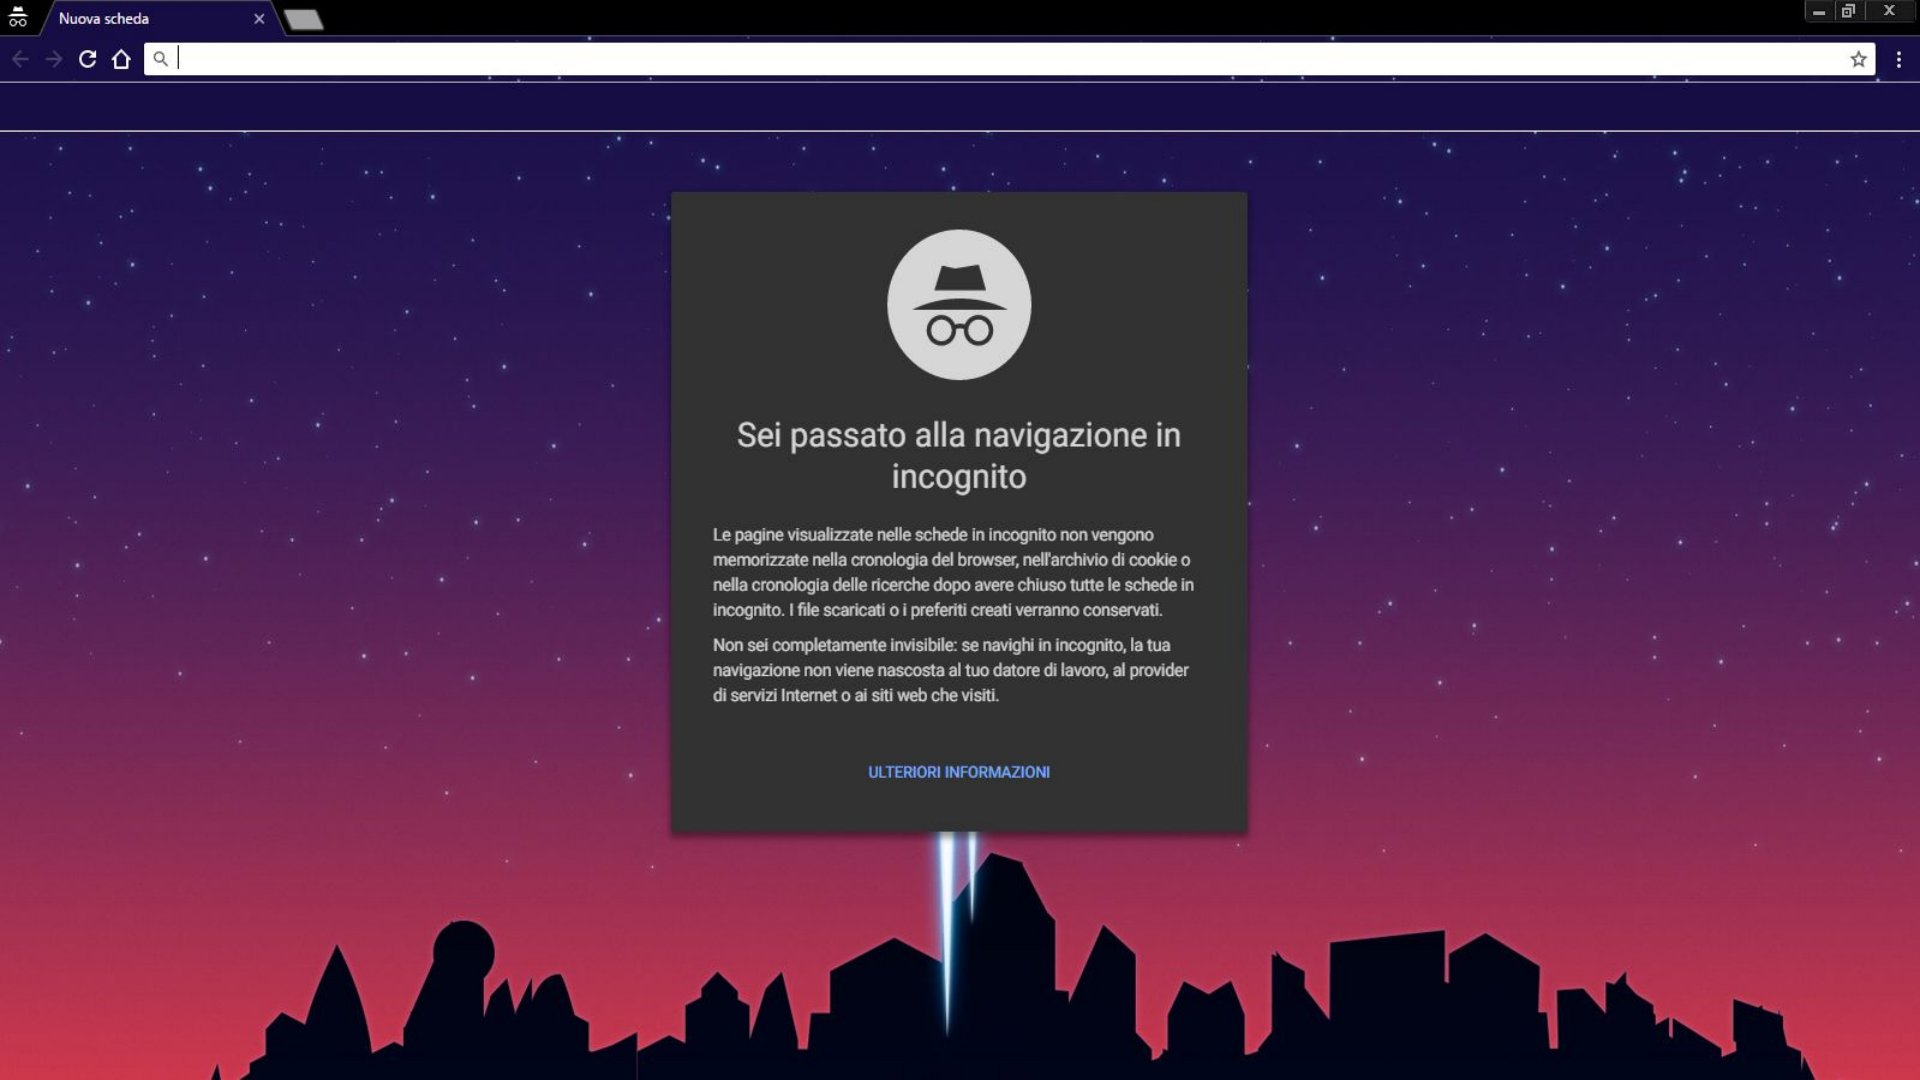 Nuova scheda
Sei passato alla navigazione in
incognito
Le pagine visualizzate nelle schede in incognito non vengono
memorizzate nella cronologia del browser, nell'archivio di cookie o
nella cronologia delle ricerche dopo avere chiuso tutte le schede in
incognito. I file scaricati o i preferiti creati verranno conservati.
Non sei completamente invisibile: se navighi in incognito, la tua
navigazione non viene nascosta al tuo datore di lavoro, al provider
di servizi Internet o ai siti web che visiti.
ULTERIORI INFORMAZIONI